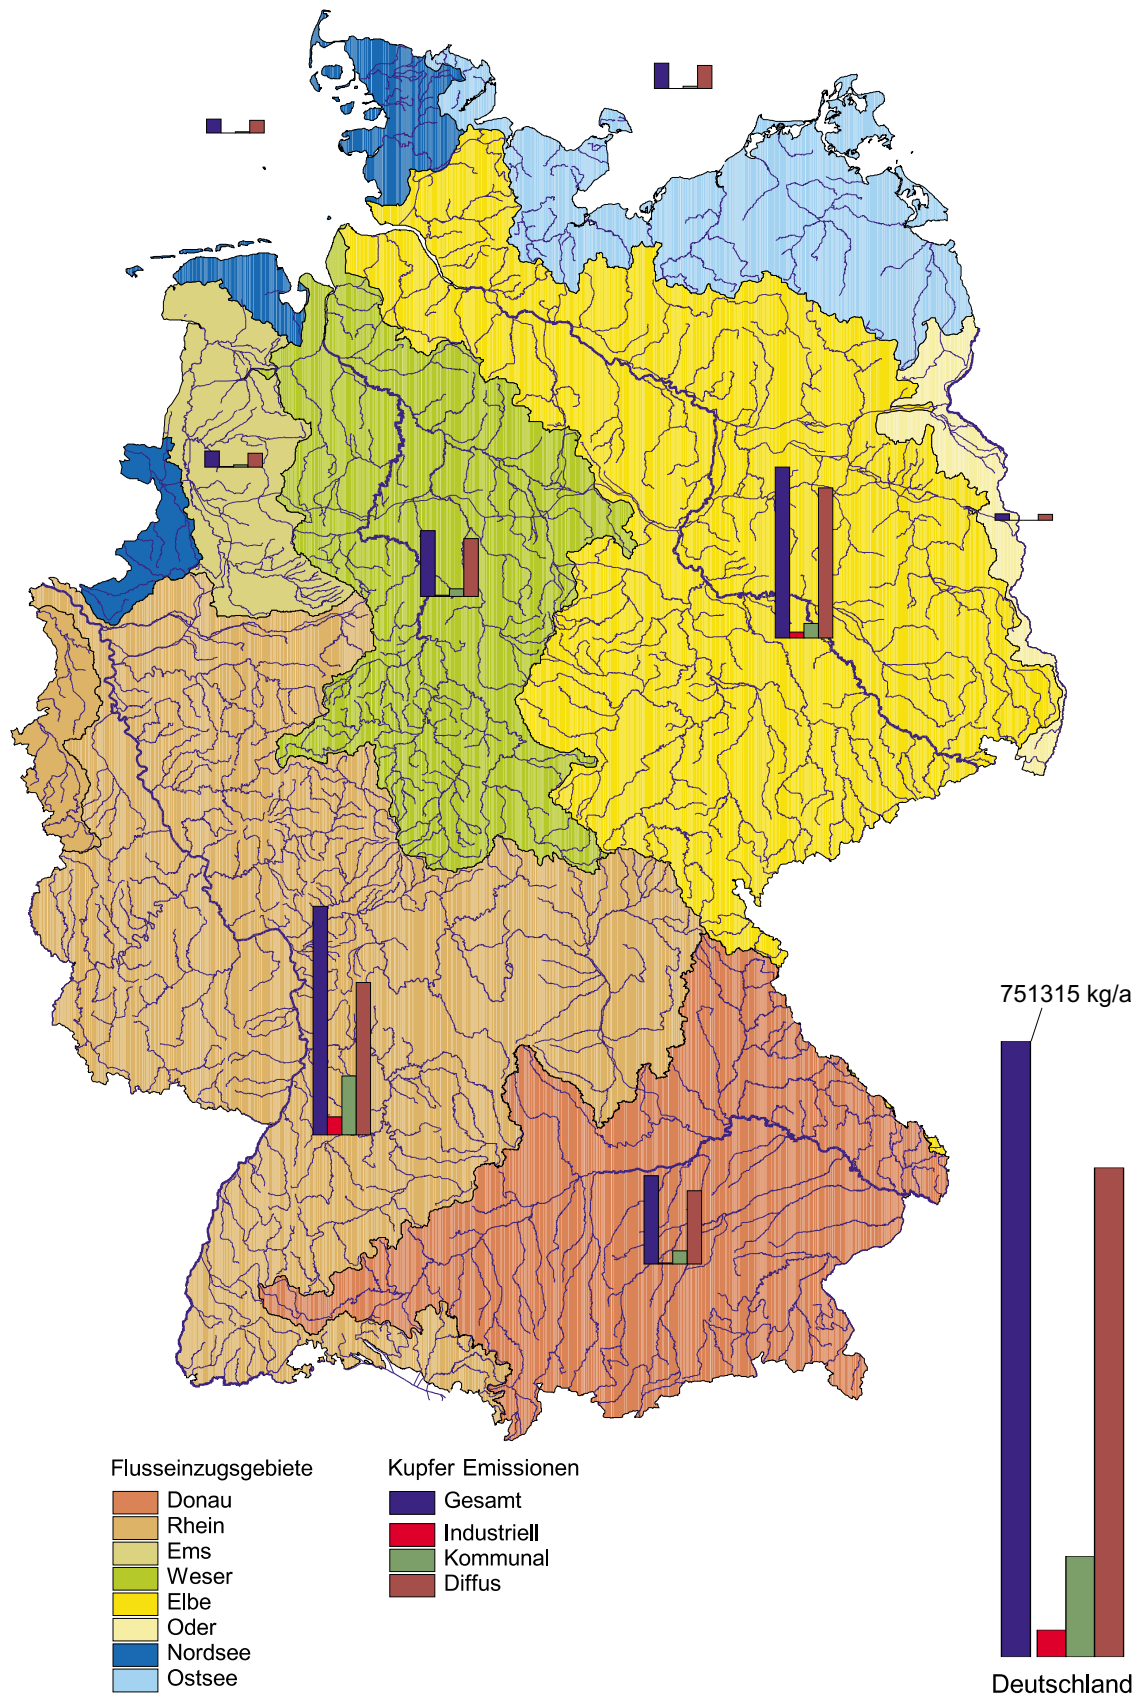 751315 kg/a
Deutschland
Flusseinzugsgebiete
Donau
Rhein
Ems
Weser
Elbe
Oder
Nordsee
Ostsee
Kupfer Emissionen
Gesamt
Industriell
Kommunal
Diffus